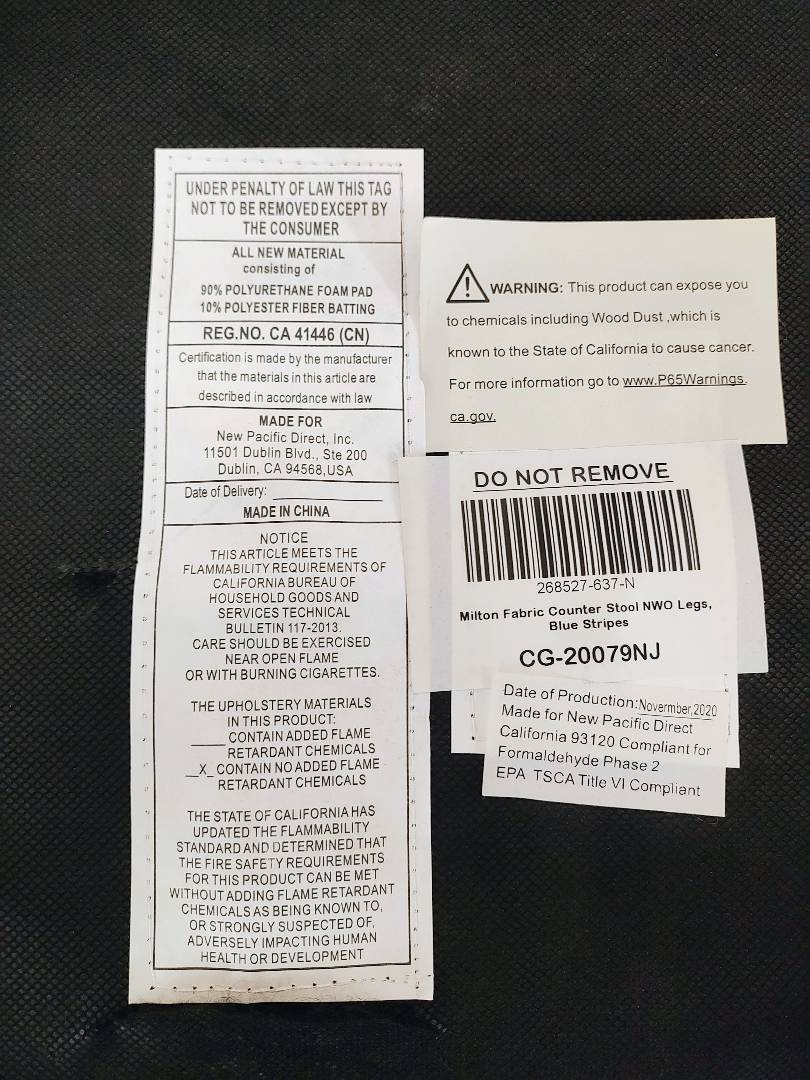 UNDER PENALTY OF LAW THIS TAG
NOT TO BE REMOVED EXCEPT BY
THE CONSUMER
ALL NEW MATERIAL
consisting of
90% POLYURETHANE FOAM PAD
10% POLYESTER FIBER BATTING
REG.NO. CA 41446 (CN)
Certification is made by the manufacturer
that the materials in this article are
described in accordance with law
MADE FOR
New Pacific Direct, Inc.
11501 Dublin Blvd., Ste 200
Dublin, CA 94568,USA
Date of Delivery: ________________
MADE IN CHINA
NOTICE
THIS ARTICLE MEETS THE
FLAMMABILITY REQUIREMENTS OF
CALIFORNIA BUREAU OF
HOUSEHOLD GOODS AND
SERVICES TECHNICAL
BULLETIN 117-2013.
CARE SHOULD BE EXERCISED
NEAR OPEN FLAME
OR WITH BURNING CIGARETTES.
THE UPHOLSTERY MATERIALS
IN THIS PRODUCT:
_____ CONTAIN ADDED FLAME
RETARDANT CHEMICALS
__X_ CONTAIN NO ADDED FLAME
RETARDANT CHEMICALS
THE STATE OF CALIFORNIA HAS
UPDATED THE FLAMMABILITY
STANDARD AND DETERMINED THAT
THE FIRE SAFETY REQUIREMENTS
FOR THIS PRODUCT CAN BE MET
WITHOUT ADDING FLAME RETARDANT
CHEMICALS AS BEING KNOWN TO,
OR STRONGLY SUSPECTED OF,
ADVERSELY IMPACTING HUMAN
HEALTH OR DEVELOPMENT
WARNING: This product can expose you
to chemicals including Wood Dust ,which is
known to the State of California to cause cancer.
For more information go to www.P65Warnings.
ca.gov.
DO NOT REMOVE
268527-637-N
Milton Fabric Counter Stool NWO Legs,
Blue Stripes
CG-20079NJ
Date of Production:Novermber,2020
Made for New Pacific Direct
California 93120 Compliant for
Formaldehyde Phase 2
EPA TSCA Title VI Compliant